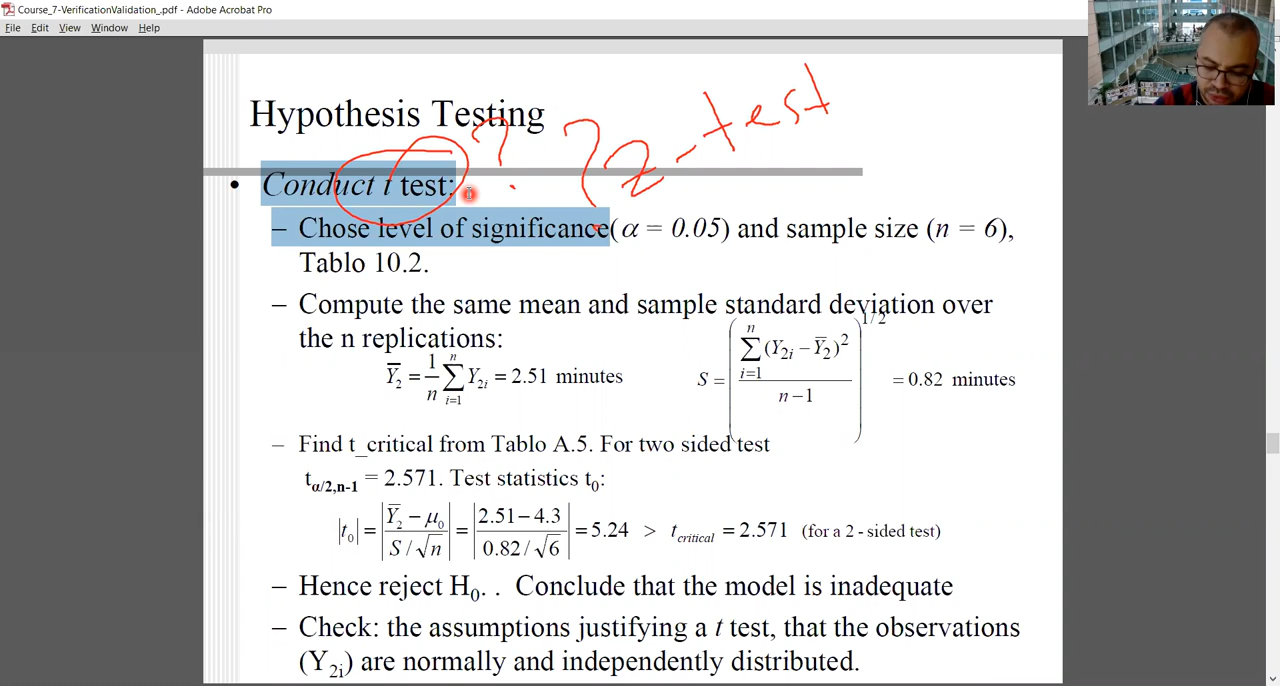 Course_7-VerificationValidation_.pdf - Adobe Acrobat Pro
File Edit View Window Help
Hypothesis Testing
? ? z-test
• Conduct t test:
– Chose level of significance(α = 0.05) and sample size (n = 6),
Tablo 10.2.
– Compute the same mean and sample standard deviation over
the n replications:
Ȳ₂ = 1/n ∑ᵢ₌₁ⁿ Y₂ᵢ = 2.51 minutes
S = (∑ᵢ₌₁ⁿ (Y₂ᵢ − Ȳ₂)² / n − 1)^1/2 = 0.82 minutes
– Find t_critical from Tablo A.5. For two sided test
t_α/2,n-1 = 2.571. Test statistics t₀:
|t₀| = |Ȳ₂ − μ₀ / S / √n| = |2.51 − 4.3 / 0.82 / √6| = 5.24 > t_critical = 2.571 (for a 2 - sided test)
– Hence reject H₀. . Conclude that the model is inadequate
– Check: the assumptions justifying a t test, that the observations
(Y₂ᵢ) are normally and independently distributed.